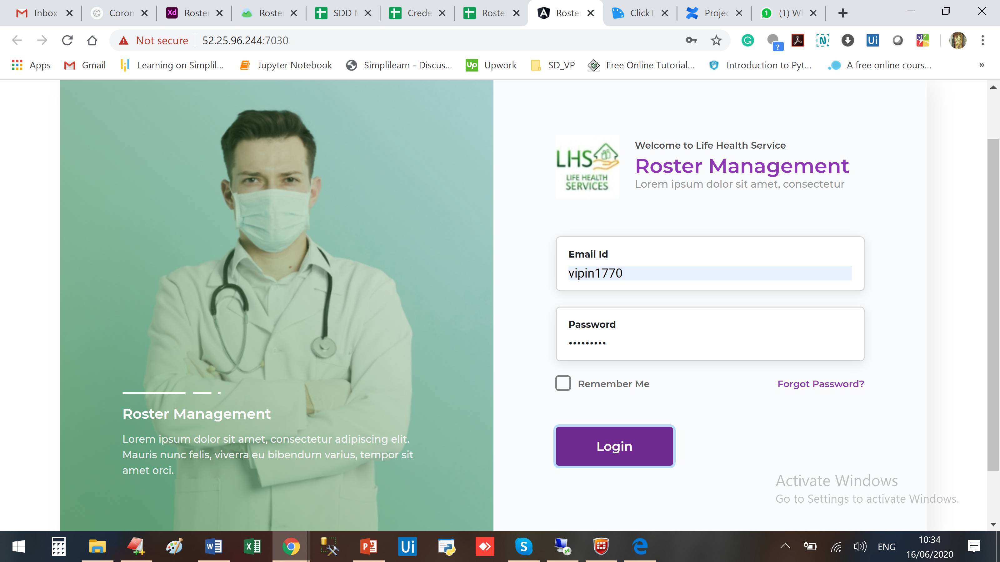 Inbox
Coron
Roste
Roste
SDD
Crede
Roste
Roste
ClickT
Projec
(1) W
Not secure
52.25.96.244:7030
Apps
Gmail
Learning on Simplil...
Jupyter Notebook
Simplilearn - Discus...
Upwork
SD_VP
Free Online Tutorial...
Introduction to Pyt...
A free online cours...
»
LHS
LIFE HEALTH
SERVICES
Welcome to Life Health Service
Roster Management
Lorem ipsum dolor sit amet, consectetur
Email Id
vipin1770
Password
•••••••••
Remember Me
Forgot Password?
Login
Roster Management
Lorem ipsum dolor sit amet, consectetur adipiscing elit.
Mauris nunc felis, viverra eu bibendum varius, tempor sit
amet orci.
Activate Windows
Go to Settings to activate Windows.
ENG
10:34
16/06/2020